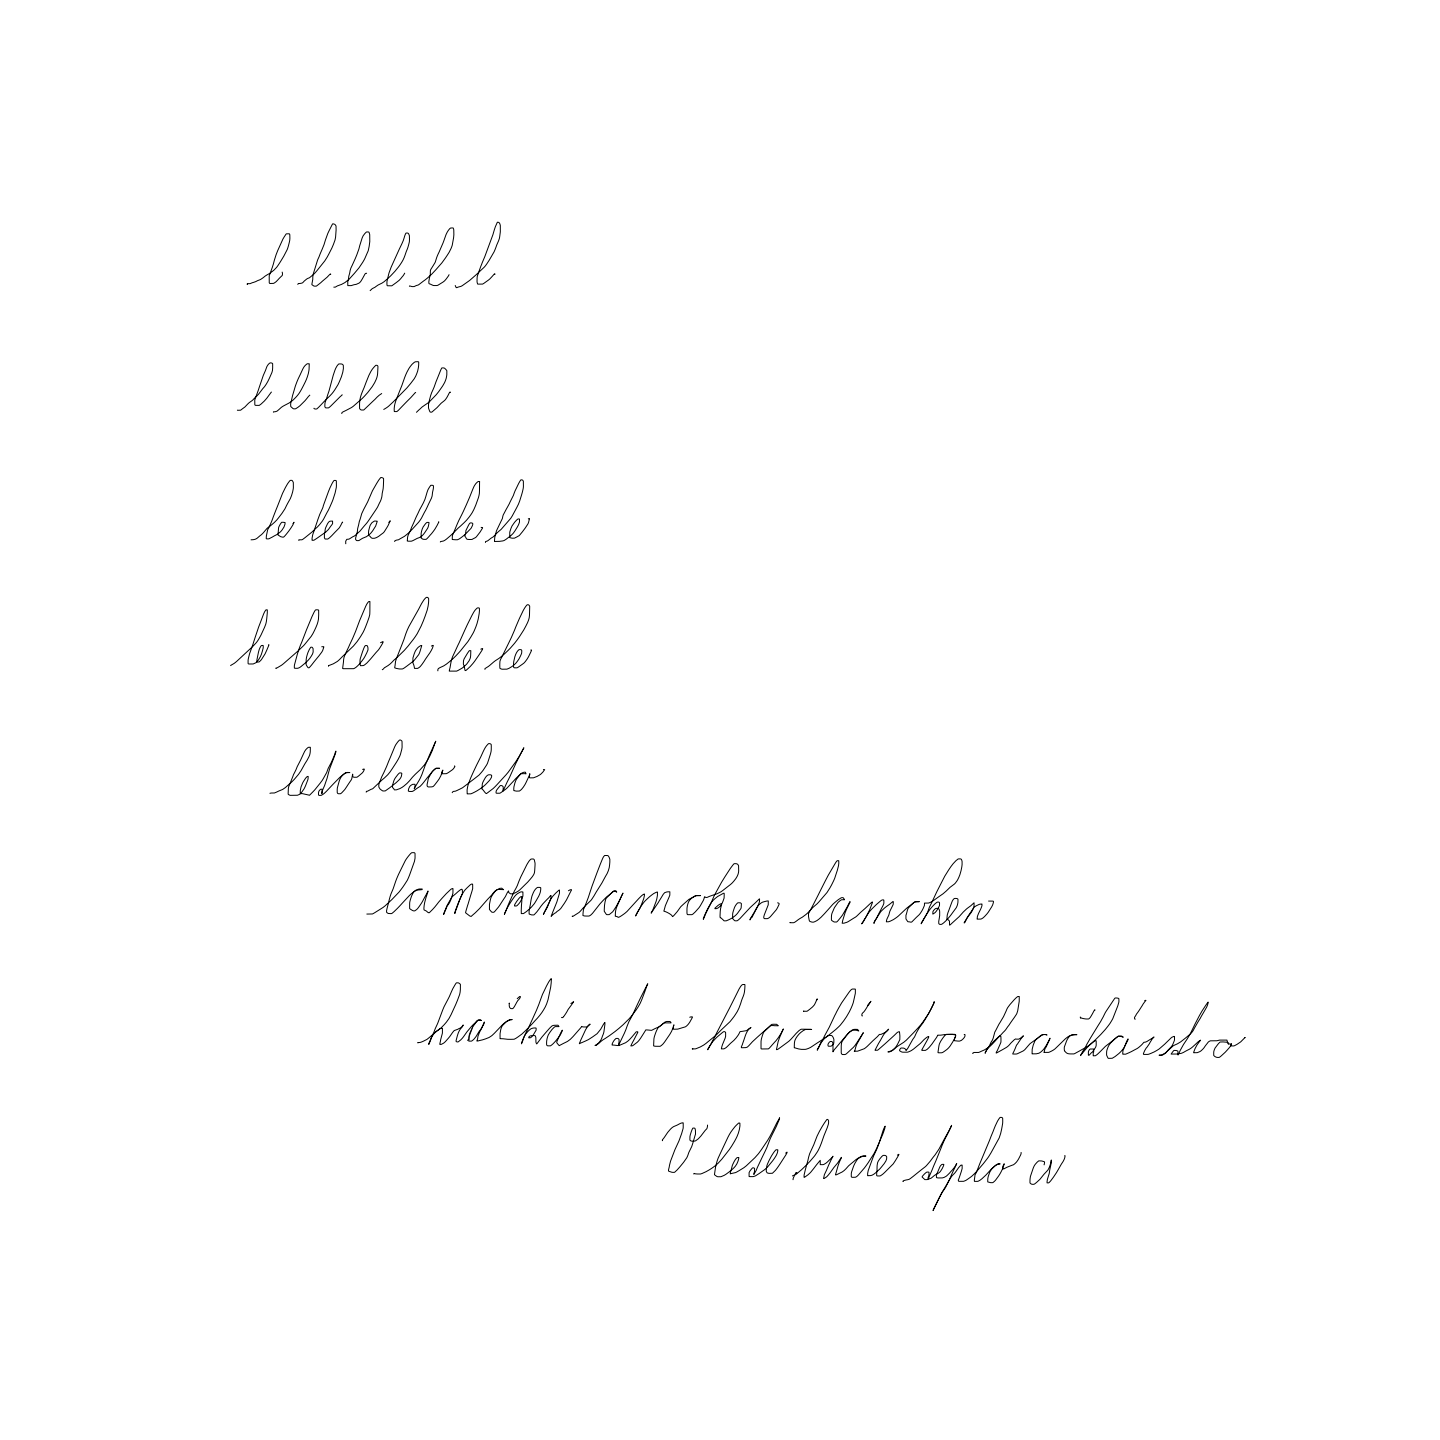 l l l l l l
l l l l l l
le le le le le le
le le le le le le
leto leto leto
lamoken lamoken lamoken
hračkárstvo hračkárstvo hračkárstvo
V lete bude teplo a